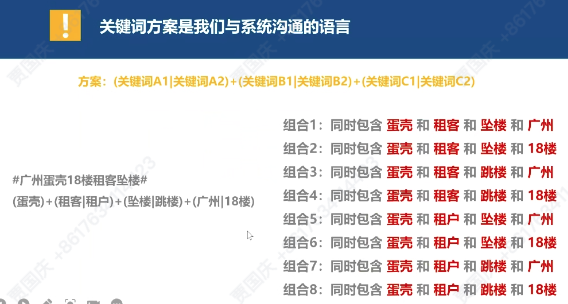 !
关键词方案是我们与系统沟通的语言
方案：(关键词A1|关键词A2)+(关键词B1|关键词B2)+(关键词C1|关键词C2)
#广州蛋壳18楼租客坠楼#
(蛋壳)+(租客|租户)+(坠楼|跳楼)+(广州|18楼)
组合1：同时包含 蛋壳 和 租客 和 坠楼 和 广州
组合2：同时包含 蛋壳 和 租客 和 坠楼 和 18楼
组合3：同时包含 蛋壳 和 租客 和 跳楼 和 广州
组合4：同时包含 蛋壳 和 租客 和 跳楼 和 18楼
组合5：同时包含 蛋壳 和 租户 和 坠楼 和 广州
组合6：同时包含 蛋壳 和 租户 和 坠楼 和 18楼
组合7：同时包含 蛋壳 和 租户 和 跳楼 和 广州
组合8：同时包含 蛋壳 和 租户 和 跳楼 和 18楼